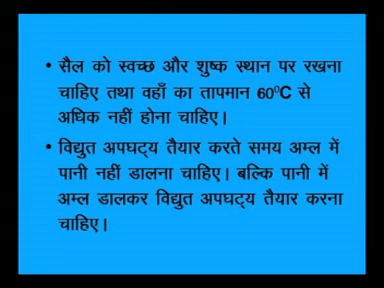 • सैल को स्वच्छ और शुष्क स्थान पर रखना
चाहिए तथा वहाँ का तापमान 60⁰C से
अधिक नहीं होना चाहिए।
• विद्युत अपघट्य तैयार करते समय अम्ल में
पानी नहीं डालना चाहिए। बल्कि पानी में
अम्ल डालकर विद्युत अपघट्य तैयार करना
चाहिए।